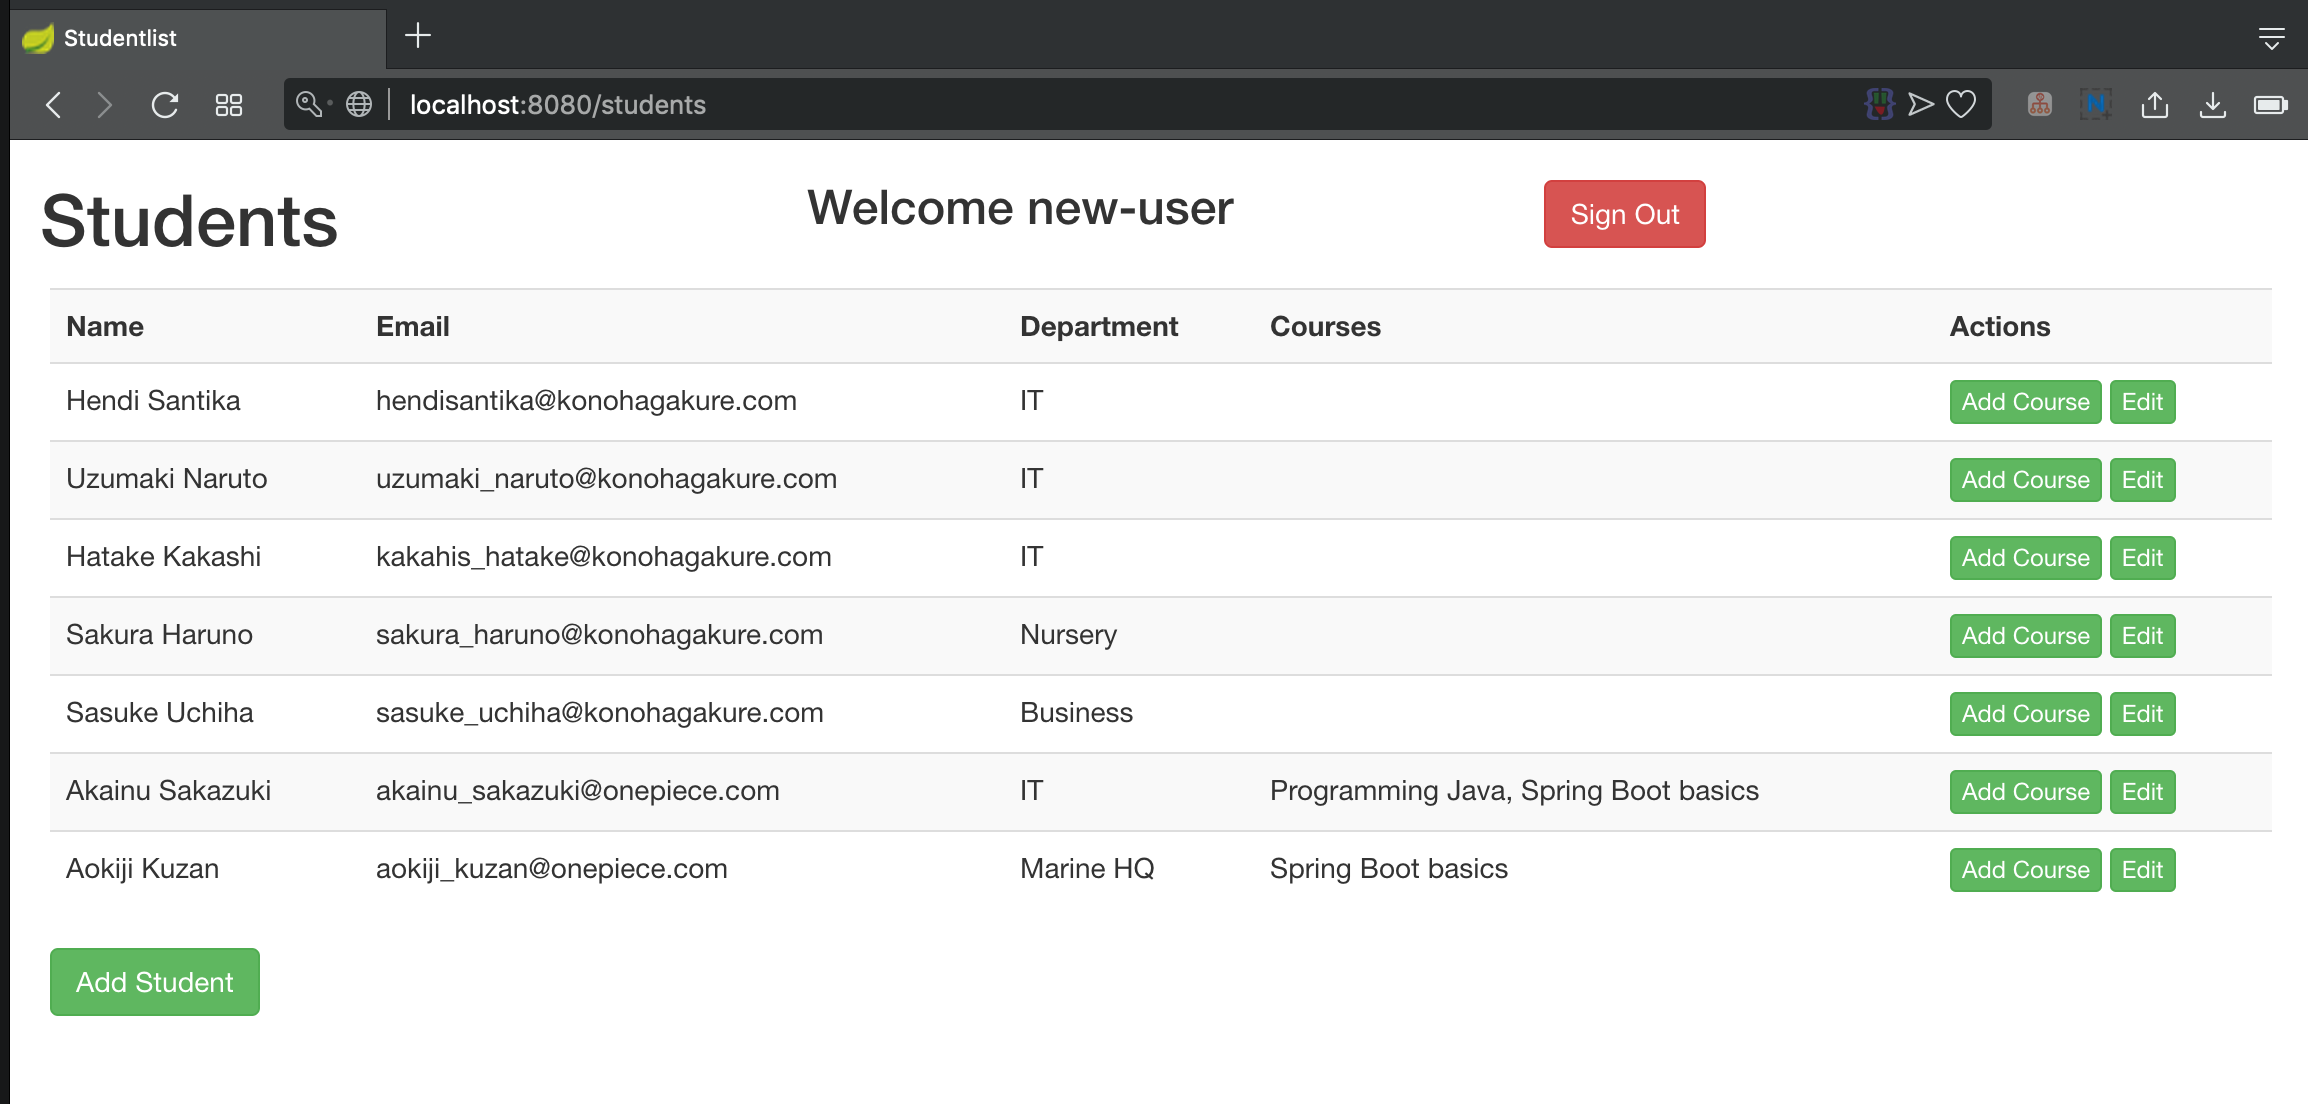 Studentlist
localhost:8080/students
Students Welcome new-user Sign Out
Name Email Department Courses Actions
Hendi Santika hendisantika@konohagakure.com IT Add Course Edit
Uzumaki Naruto uzumaki_naruto@konohagakure.com IT Add Course Edit
Hatake Kakashi kakahis_hatake@konohagakure.com IT Add Course Edit
Sakura Haruno sakura_haruno@konohagakure.com Nursery Add Course Edit
Sasuke Uchiha sasuke_uchiha@konohagakure.com Business Add Course Edit
Akainu Sakazuki akainu_sakazuki@onepiece.com IT Programming Java, Spring Boot basics Add Course Edit
Aokiji Kuzan aokiji_kuzan@onepiece.com Marine HQ Spring Boot basics Add Course Edit
Add Student